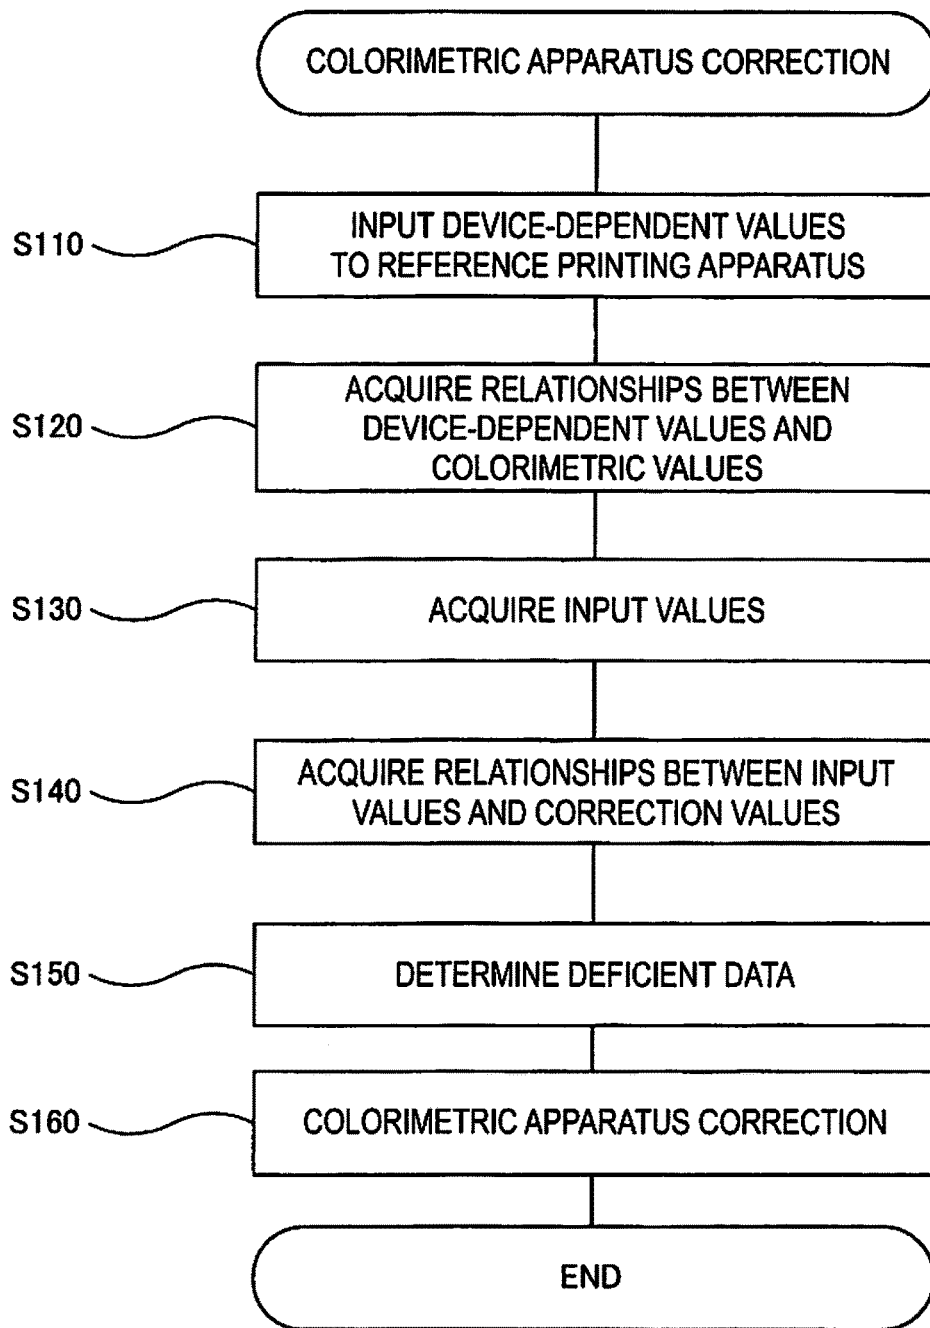 COLORIMETRIC APPARATUS CORRECTION
S110
INPUT DEVICE-DEPENDENT VALUES
TO REFERENCE PRINTING APPARATUS
S120
ACQUIRE RELATIONSHIPS BETWEEN
DEVICE-DEPENDENT VALUES AND
COLORIMETRIC VALUES
S130
ACQUIRE INPUT VALUES
S140
ACQUIRE RELATIONSHIPS BETWEEN INPUT
VALUES AND CORRECTION VALUES
S150
DETERMINE DEFICIENT DATA
S160
COLORIMETRIC APPARATUS CORRECTION
END